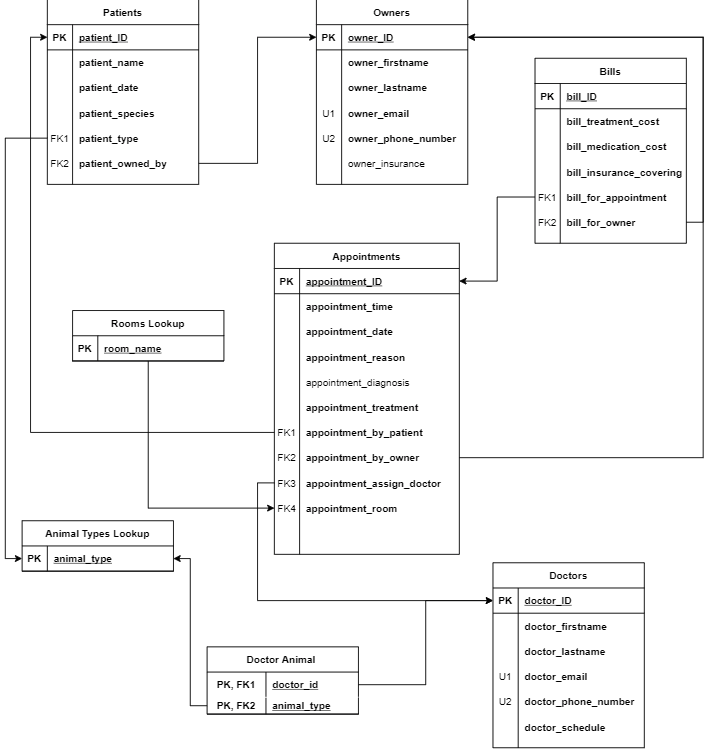 Patients
PK patient_ID
patient_name
patient_date
patient_species
FK1 patient_type
FK2 patient_owned_by
Owners
PK owner_ID
owner_firstname
owner_lastname
U1 owner_email
U2 owner_phone_number
owner_insurance
Bills
PK bill_ID
bill_treatment_cost
bill_medication_cost
bill_insurance_covering
FK1 bill_for_appointment
FK2 bill_for_owner
Appointments
PK appointment_ID
appointment_time
appointment_date
appointment_reason
appointment_diagnosis
appointment_treatment
FK1 appointment_by_patient
FK2 appointment_by_owner
FK3 appointment_assign_doctor
FK4 appointment_room
Rooms Lookup
PK room_name
Animal Types Lookup
PK animal_type
Doctor Animal
PK, FK1 doctor_id
PK, FK2 animal_type
Doctors
PK doctor_ID
doctor_firstname
doctor_lastname
U1 doctor_email
U2 doctor_phone_number
doctor_schedule